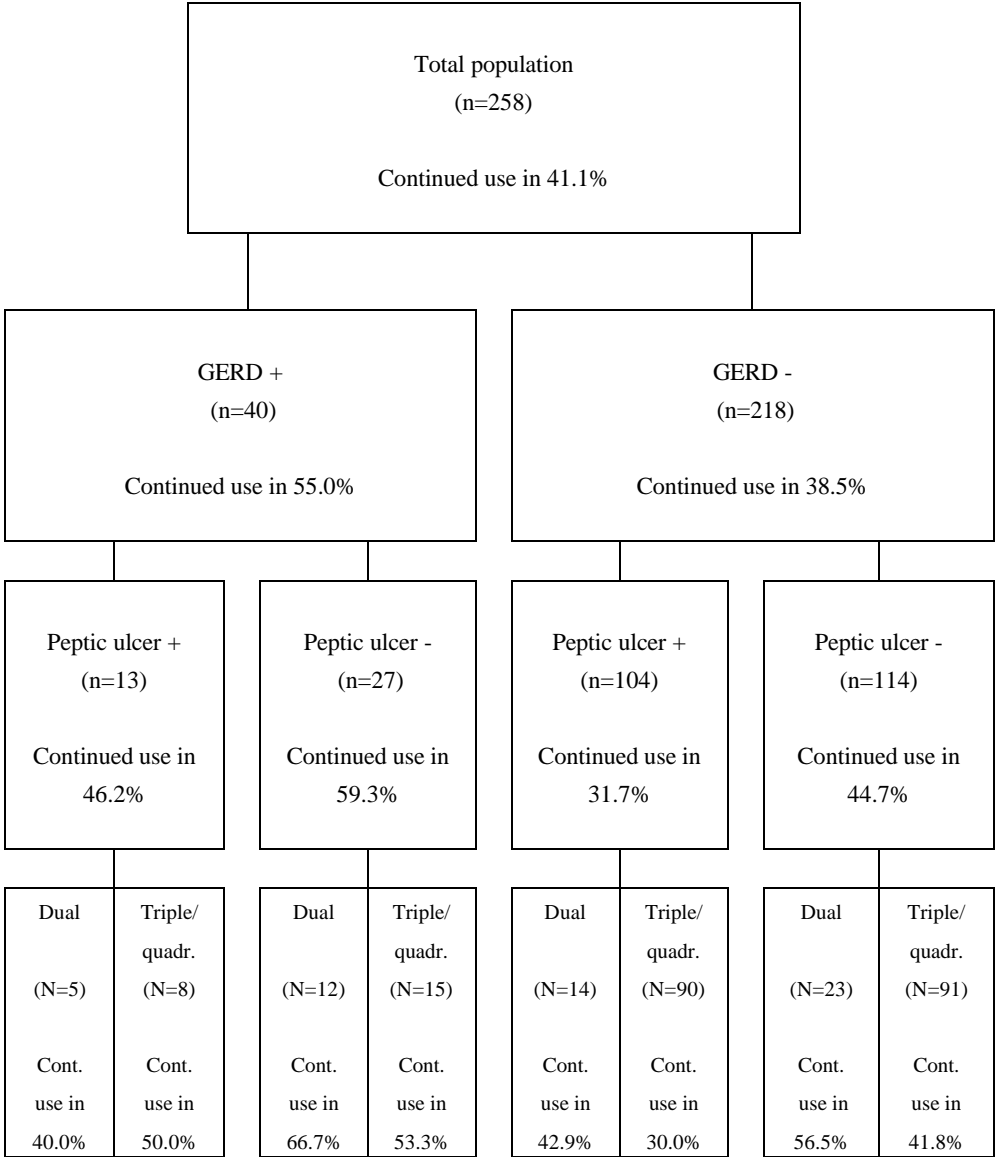 Total population
(n=258)
Continued use in 41.1%
GERD +
(n=40)
Continued use in 55.0%
GERD -
(n=218)
Continued use in 38.5%
Peptic ulcer +
(n=13)
Continued use in
46.2%
Peptic ulcer -
(n=27)
Continued use in
59.3%
Peptic ulcer +
(n=104)
Continued use in
31.7%
Peptic ulcer -
(n=114)
Continued use in
44.7%
Dual
(N=5)
Cont.
use in
40.0%
Triple/
quadr.
(N=8)
Cont.
use in
50.0%
Dual
(N=12)
Cont.
use in
66.7%
Triple/
quadr.
(N=15)
Cont.
use in
53.3%
Dual
(N=14)
Cont.
use in
42.9%
Triple/
quadr.
(N=90)
Cont.
use in
30.0%
Dual
(N=23)
Cont.
use in
56.5%
Triple/
quadr.
(N=91)
Cont.
use in
41.8%